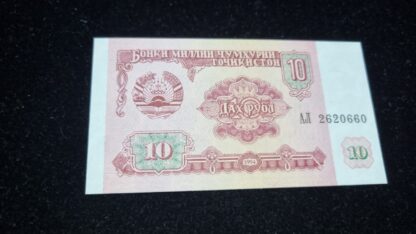 БОНКИ МИЛЛИИ ҶУМҲУРИИ
ТОҶИКИСТОН
10
ДАҲ РУБЛ
АЛ 2620660
10
1994
10